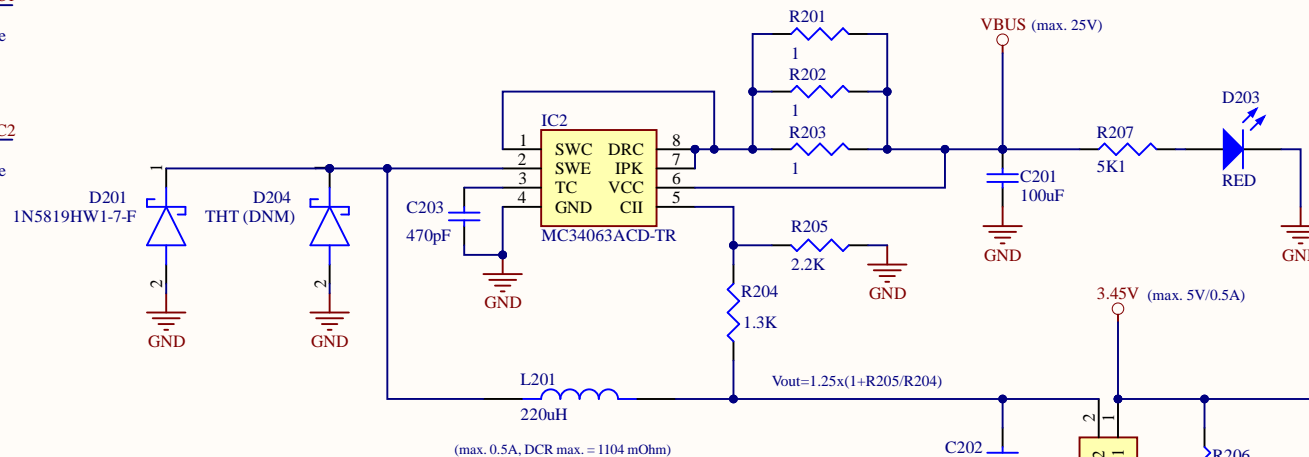 e
C2
e
R201
1
R202
1
R203
1
VBUS (max. 25V)
D203
RED
R207
5K1
C201
100uF
GND
GND
IC2
1 SWC DRC 8
2 SWE IPK 7
3 TC VCC 6
4 GND CII 5
MC34063ACD-TR
1
D201
1N5819HW1-7-F
2
GND
1
D204
THT (DNM)
2
GND
C203
470pF
GND
R205
2.2K
GND
R204
1.3K
3.45V (max. 5V/0.5A)
L201
220uH
Vout=1.25x(1+R205/R204)
(max. 0.5A, DCR max. = 1104 mOhm)
C202
2 1
2 1
R206